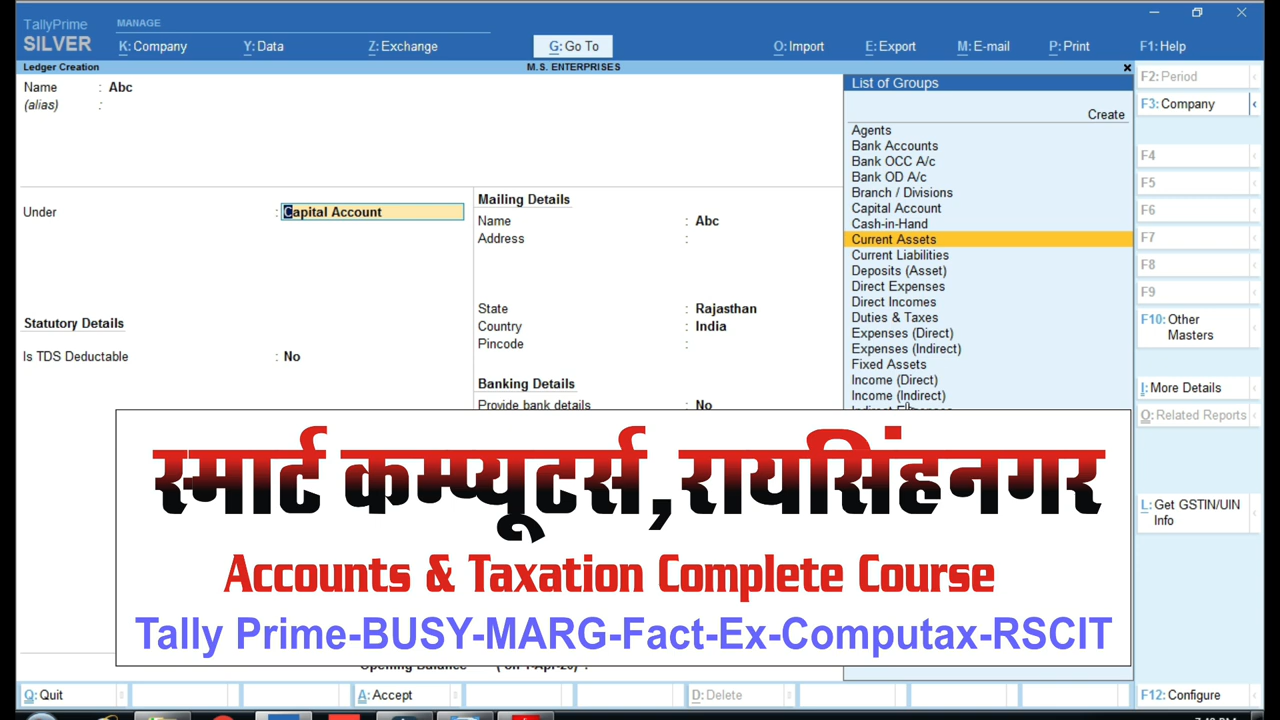 TallyPrime
SILVER
MANAGE
K: Company Y: Data Z: Exchange G: Go To O: Import E: Export M: E-mail P: Print F1: Help
Ledger Creation M.S. ENTERPRISES
Name : Abc
(alias) :
Under : Capital Account
Statutory Details
Is TDS Deductable : No
Mailing Details
Name : Abc
Address :
State : Rajasthan
Country : India
Pincode :
Banking Details
Provide bank details : No
List of Groups
Create
Agents
Bank Accounts
Bank OCC A/c
Bank OD A/c
Branch / Divisions
Capital Account
Cash-in-Hand
Current Assets
Current Liabilities
Deposits (Asset)
Direct Expenses
Direct Incomes
Duties & Taxes
Expenses (Direct)
Expenses (Indirect)
Fixed Assets
Income (Direct)
Income (Indirect)
F2: Period
F3: Company
F4
F5
F6
F7
F8
F9
F10: Other
Masters
I: More Details
O: Related Reports
L: Get GSTIN/UIN
Info
F12: Configure
स्मार्ट कम्प्यूटर्स,रायसिंहनगर
Accounts & Taxation Complete Course
Tally Prime-BUSY-MARG-Fact-Ex-Computax-RSCIT
Q: Quit A: Accept D: Delete